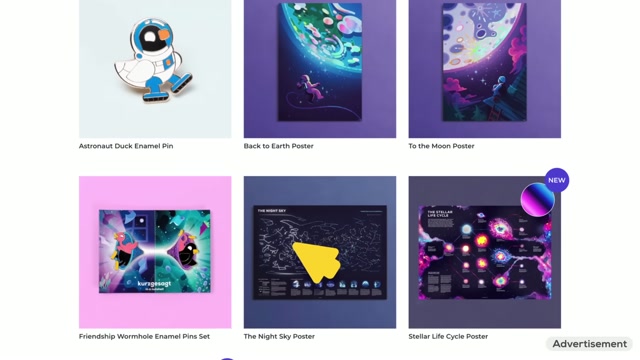 Astronaut Duck Enamel Pin
Back to Earth Poster
To the Moon Poster
NEW
THE NIGHT SKY
THE STELLAR
LIFE CYCLE
kurzgesagt
Friendship Wormhole Enamel Pins Set
The Night Sky Poster
Stellar Life Cycle Poster
Advertisement